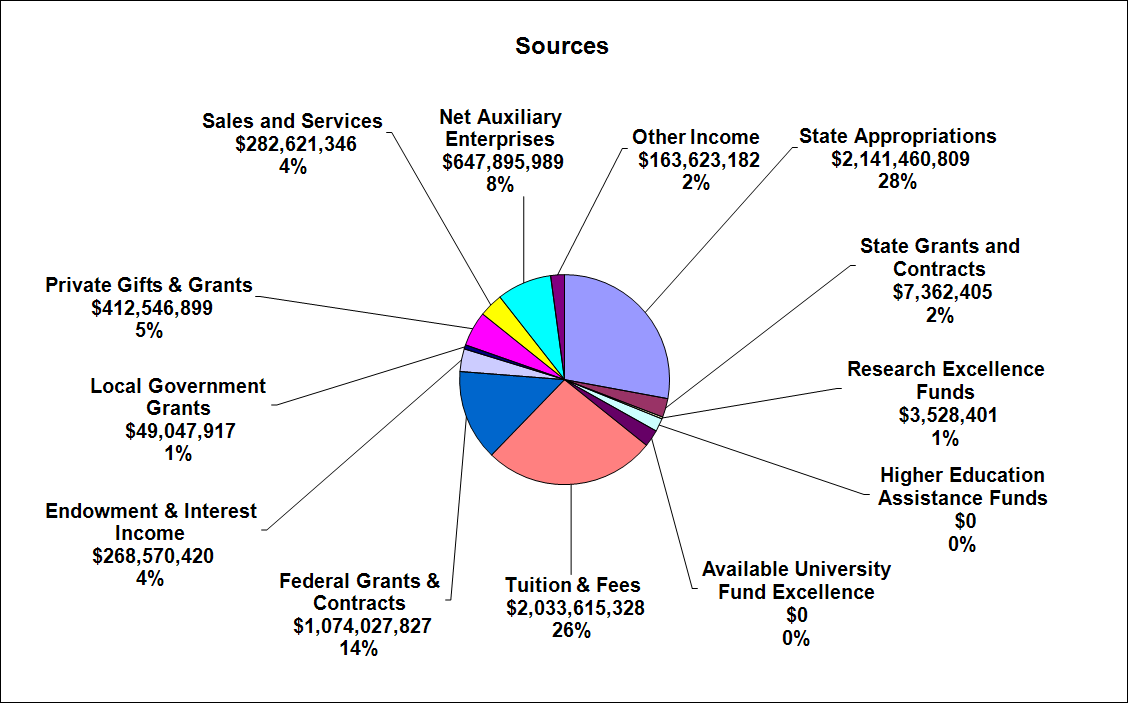 Sources
Sales and Services
$282,621,346
4%
Net Auxiliary
Enterprises
$647,895,989
8%
Other Income
$163,623,182
2%
State Appropriations
$2,141,460,809
28%
State Grants and
Contracts
$7,362,405
2%
Research Excellence
Funds
$3,528,401
1%
Higher Education
Assistance Funds
$0
0%
Available University
Fund Excellence
$0
0%
Tuition & Fees
$2,033,615,328
26%
Federal Grants &
Contracts
$1,074,027,827
14%
Endowment & Interest
Income
$268,570,420
4%
Local Government
Grants
$49,047,917
1%
Private Gifts & Grants
$412,546,899
5%